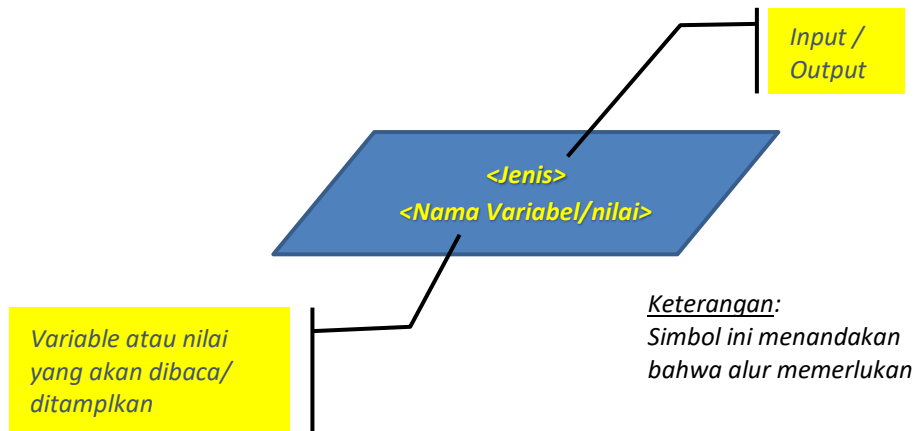 Input /
Output
<Jenis>
<Nama Variabel/nilai>
Variable atau nilai
yang akan dibaca/
ditamplkan
Keterangan:
Simbol ini menandakan
bahwa alur memerlukan